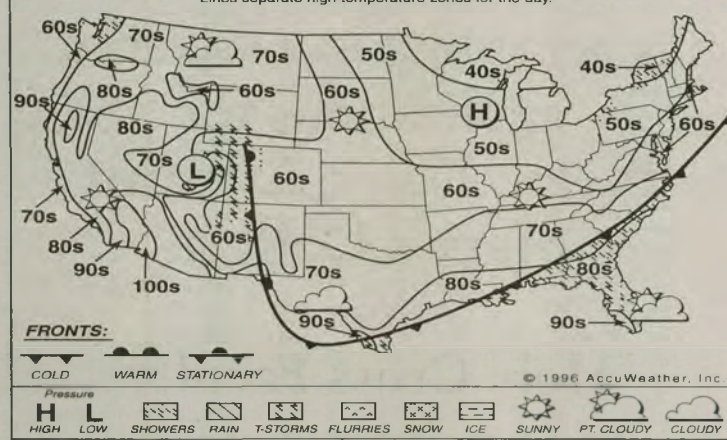 Lines separate high temperature zones for the day.
60s 70s 70s 50s 40s 40s
80s 60s 60s
90s 80s H 50s 60s
70s L 60s 60s 50s
70s 60s 70s
80s 70s 80s 80s
90s 100s 90s 90s
FRONTS:
COLD WARM STATIONARY
© 1996 AccuWeather, Inc
Pressure
H L
HIGH LOW SHOWERS RAIN T-STORMS FLURRIES SNOW ICE SUNNY PT. CLOUDY CLOUDY